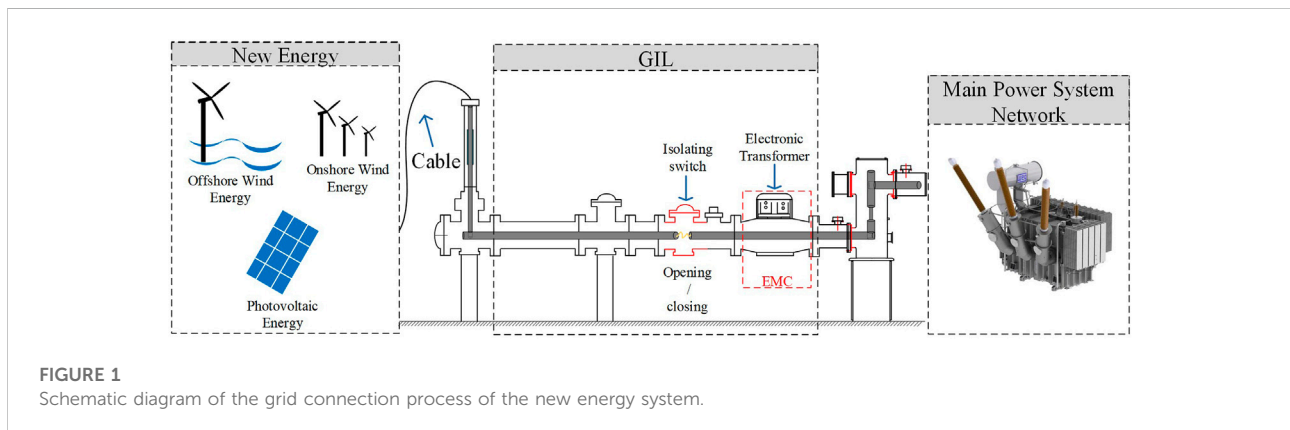 New Energy
Offshore Wind
Energy
Onshore Wind
Energy
Photovoltaic
Energy
Cable
GIL
Isolating
switch
Electronic
Transformer
Opening
/
closing
EMC
Main Power System
Network
FIGURE 1
Schematic diagram of the grid connection process of the new energy system.